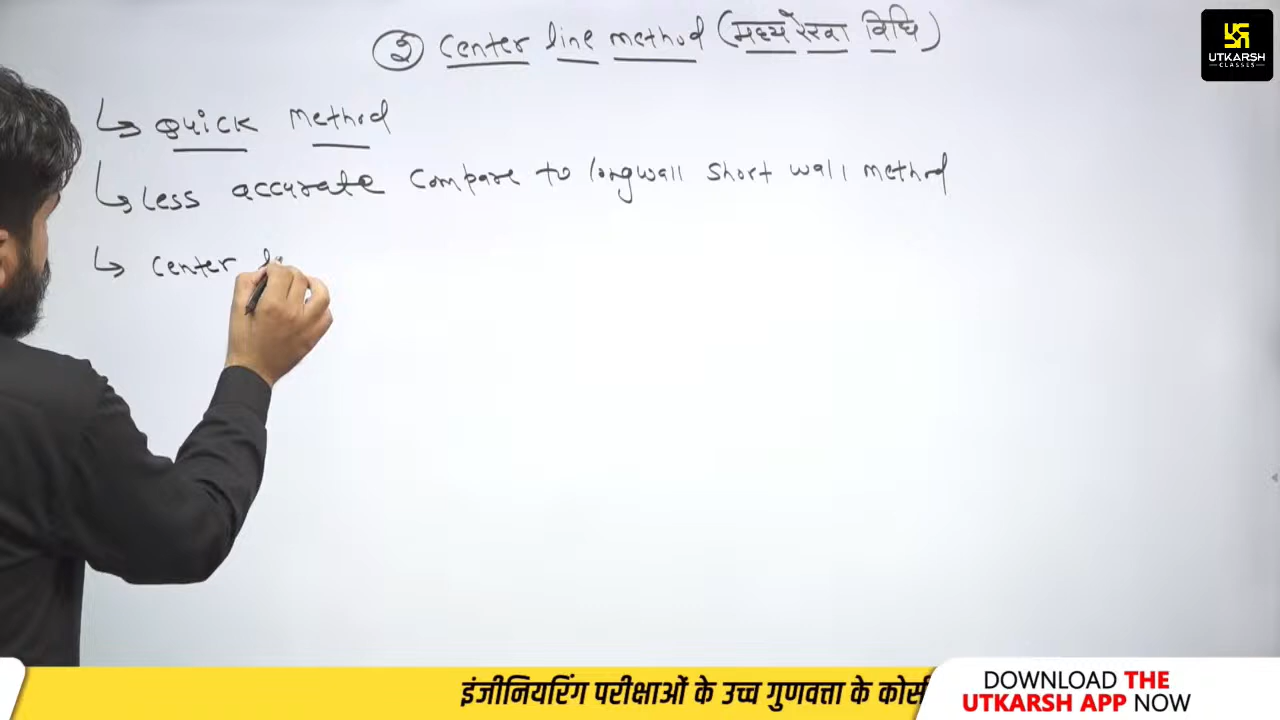 ② Center line method (मध्य रेखा विधि)
UTKARSH
CLASSES
↳ Quick Method
↳ Less accurate Compare to longwall short wall method
↳ Center
इंजीनियरिंग परीक्षाओं के उच्च गुणवत्ता के
DOWNLOAD THE
UTKARSH APP NOW